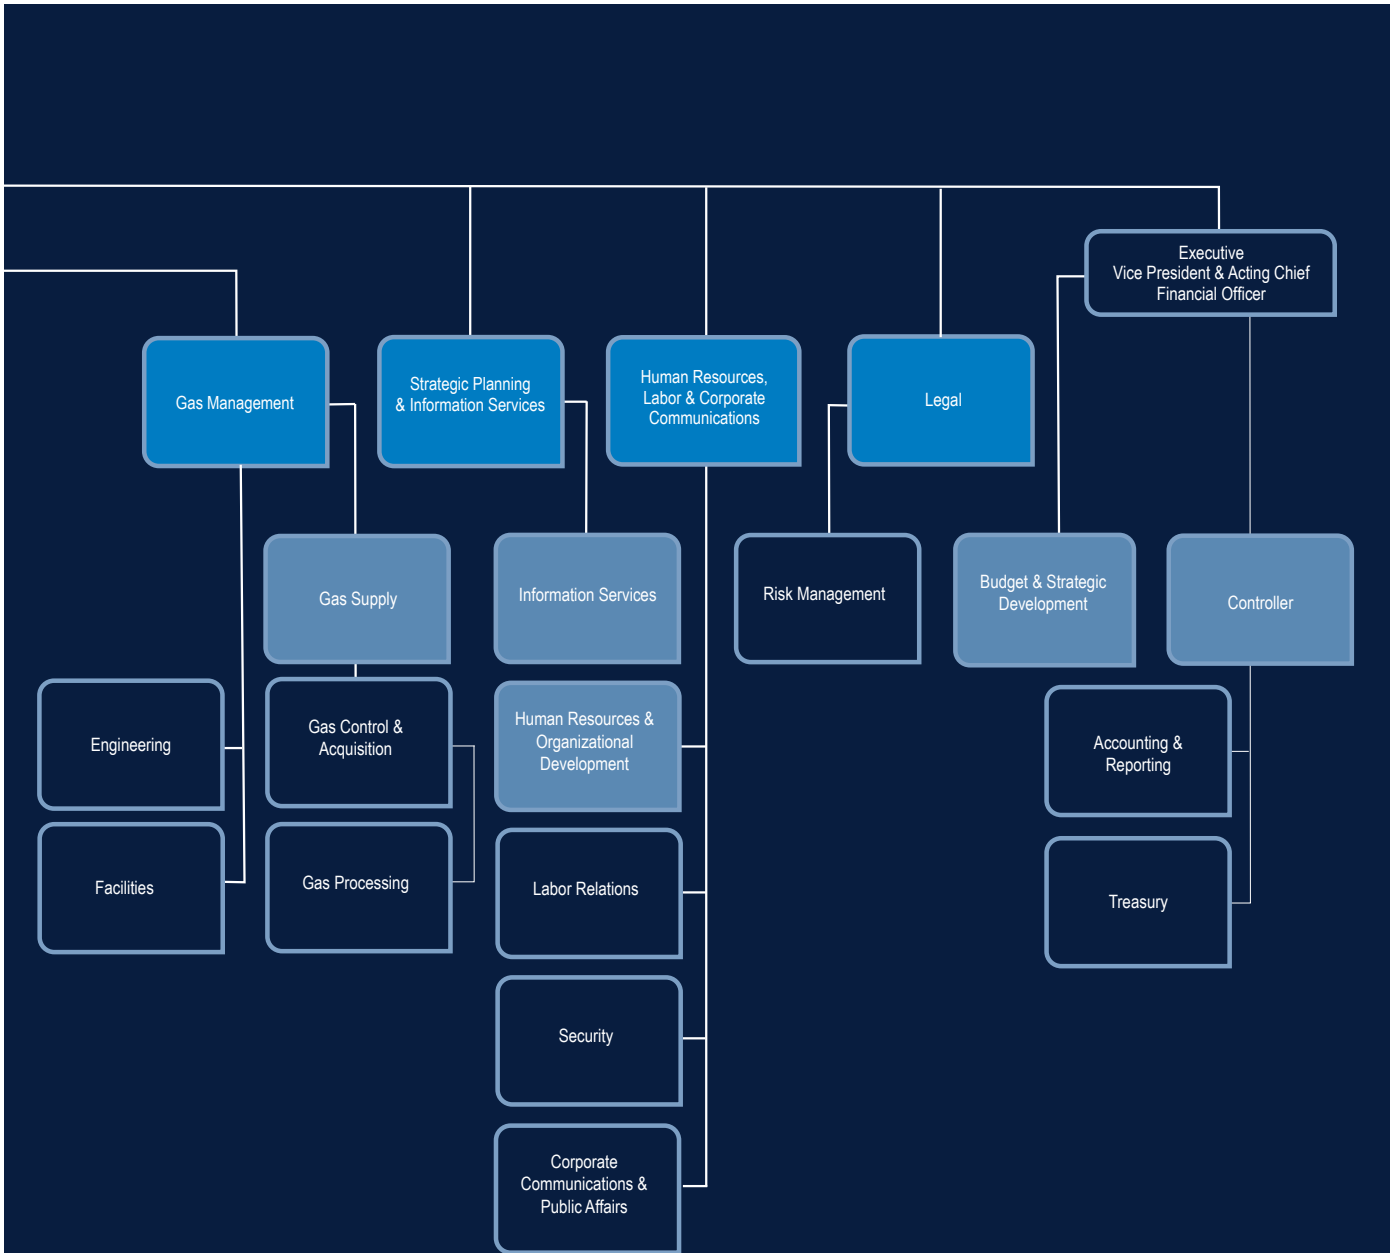 Executive
Vice President & Acting Chief
Financial Officer
Gas Management
Strategic Planning
& Information Services
Human Resources,
Labor & Corporate
Communications
Legal
Gas Supply
Information Services
Risk Management
Budget & Strategic
Development
Controller
Engineering
Gas Control &
Acquisition
Human Resources &
Organizational
Development
Accounting &
Reporting
Facilities
Gas Processing
Labor Relations
Treasury
Security
Corporate
Communications &
Public Affairs